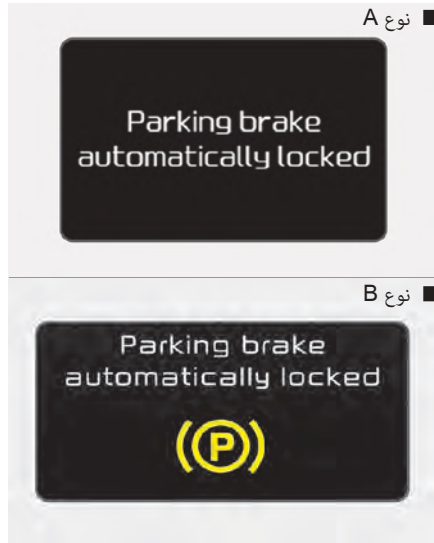 ■ نوع A
Parking brake
automatically locked
■ نوع B
Parking brake
automatically locked
((P))